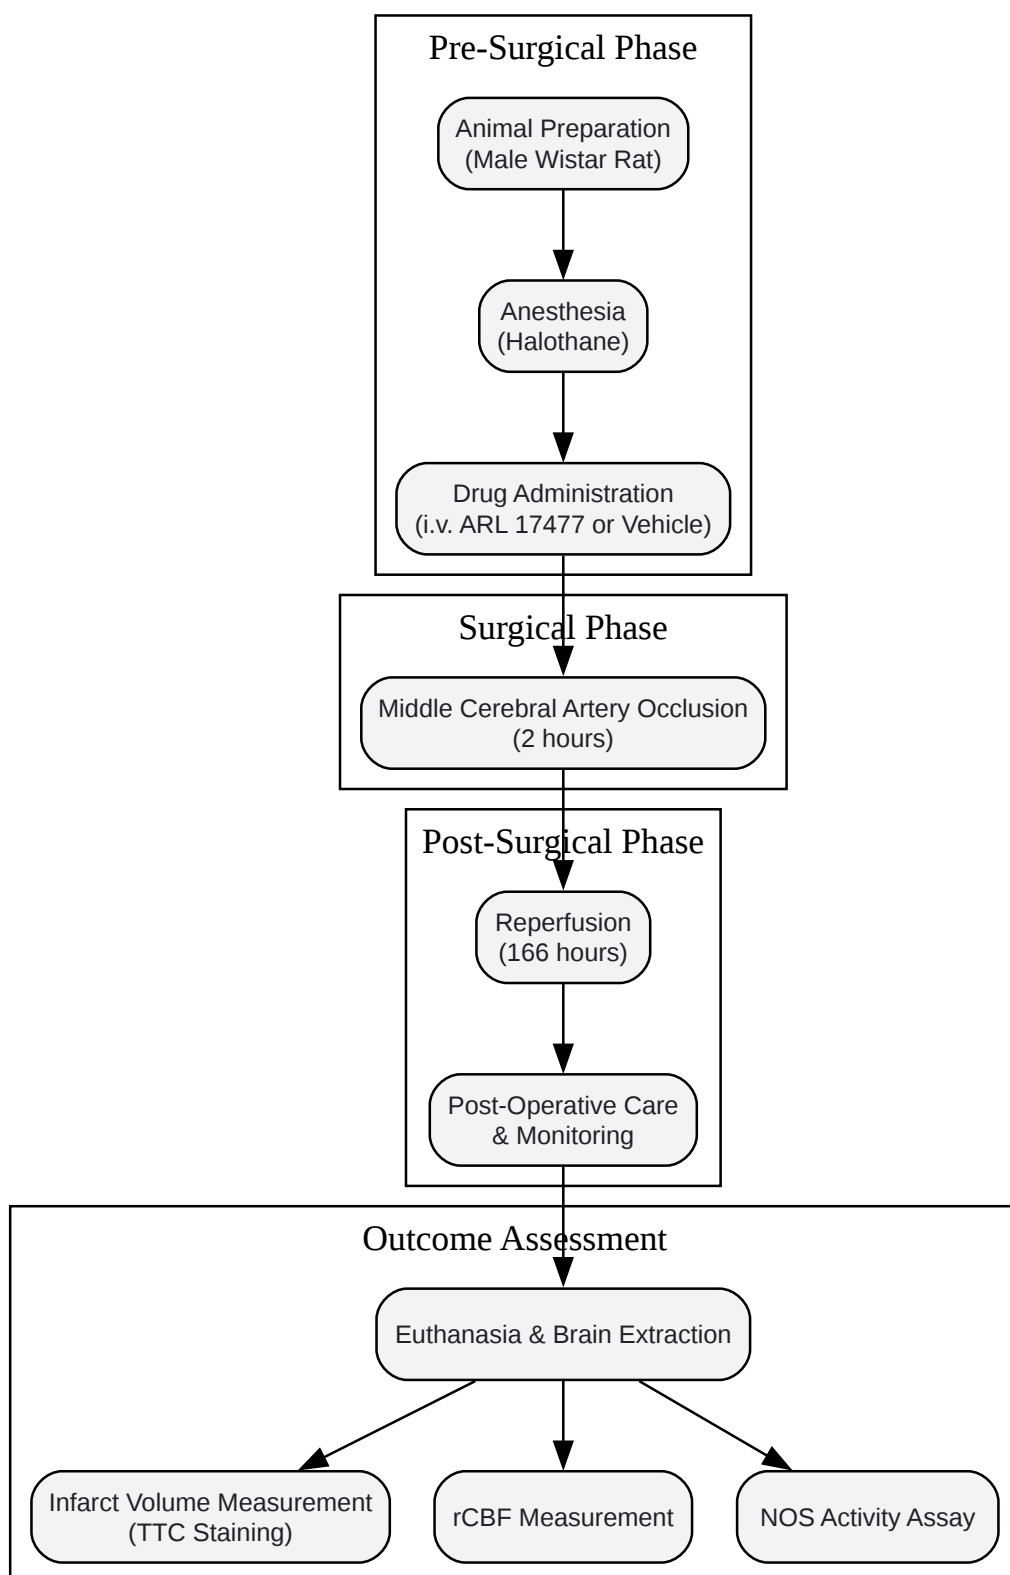 Pre-Surgical Phase
Animal Preparation
(Male Wistar Rat)
Anesthesia
(Halothane)
Drug Administration
(i.v. ARL 17477 or Vehicle)
Surgical Phase
Middle Cerebral Artery Occlusion
(2 hours)
Post-Surgical Phase
Reperfusion
(166 hours)
Post-Operative Care
& Monitoring
Outcome Assessment
Euthanasia & Brain Extraction
Infarct Volume Measurement
(TTC Staining)
rCBF Measurement
NOS Activity Assay